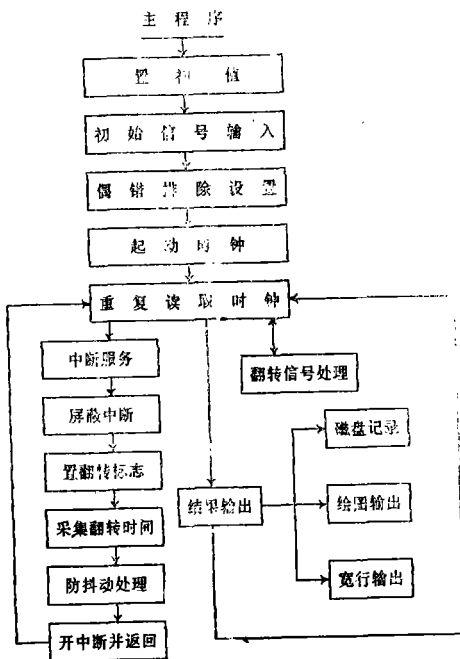 主程序
置初值
初始信号输入
偶错排除设置
起动时钟
重复读取时钟
中断服务
翻转信号处理
屏蔽中断
磁盘记录
置翻转标志
结果输出
绘图输出
采集翻转时间
防抖动处理
宽行输出
开中断并返回